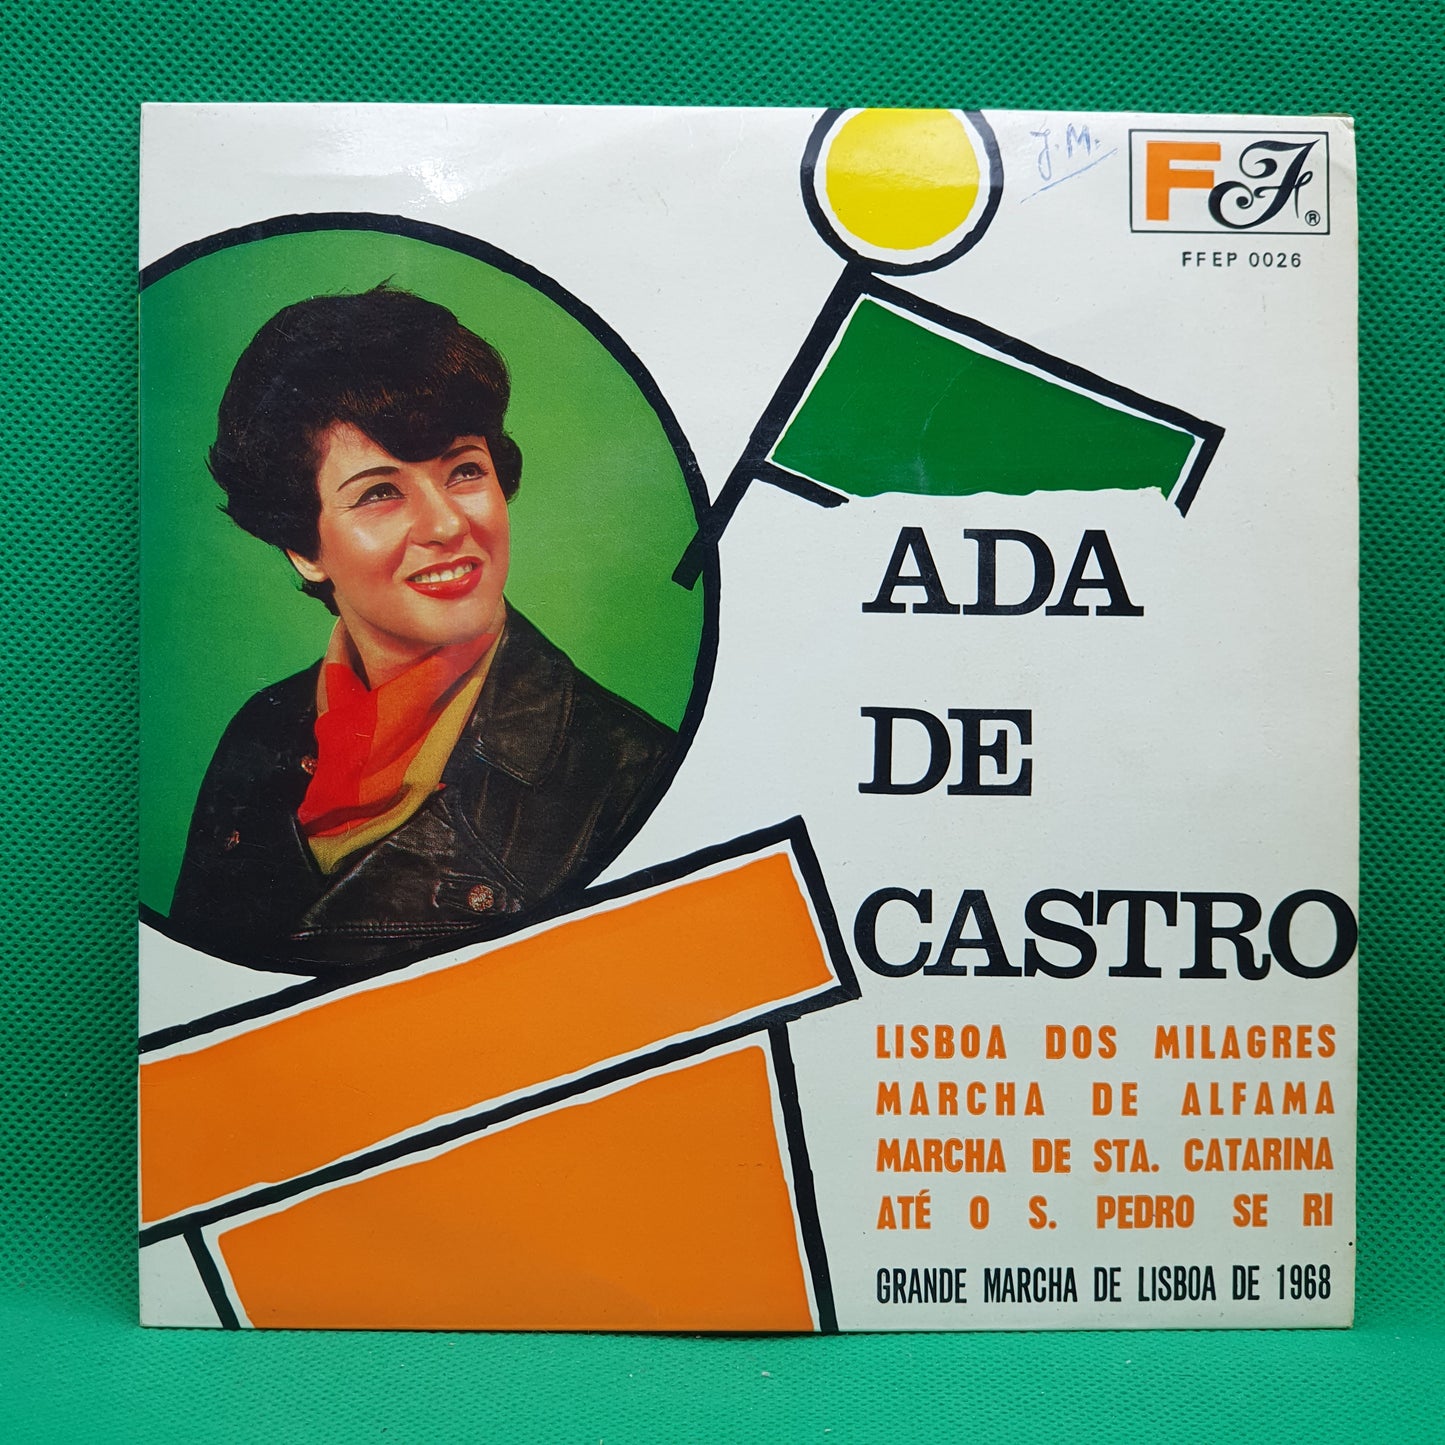 J.M.
FF ®
FFEP 0026
ADA
DE
CASTRO
LISBOA DOS MILAGRES
MARCHA DE ALFAMA
MARCHA DE STA. CATARINA
ATÉ O S. PEDRO SE RI
GRANDE MARCHA DE LISBOA DE 1968